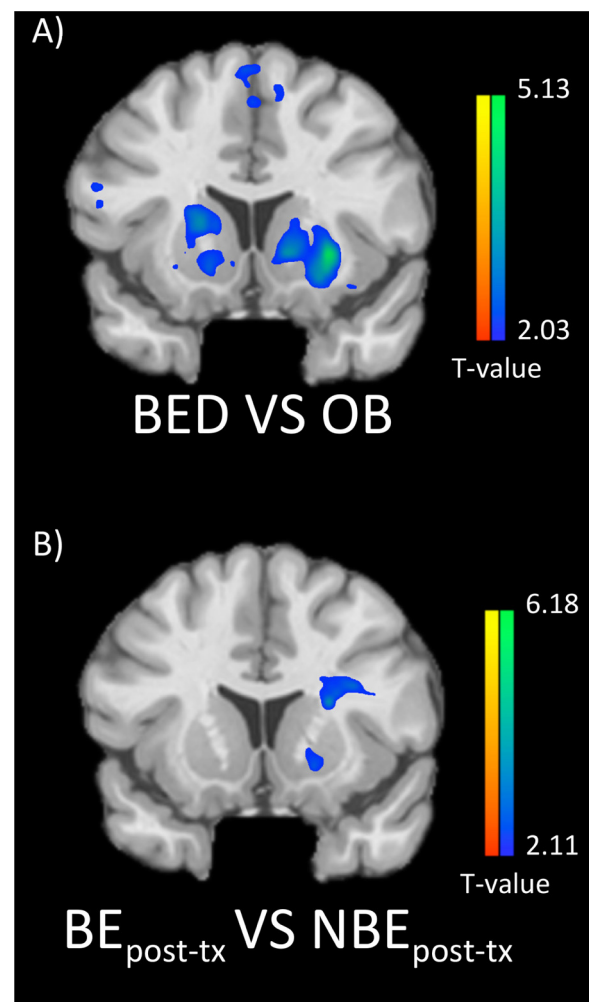 A)
5.13
2.03
T-value
BED VS OB
B)
6.18
2.11
T-value
BEpost-tx VS NBEpost-tx